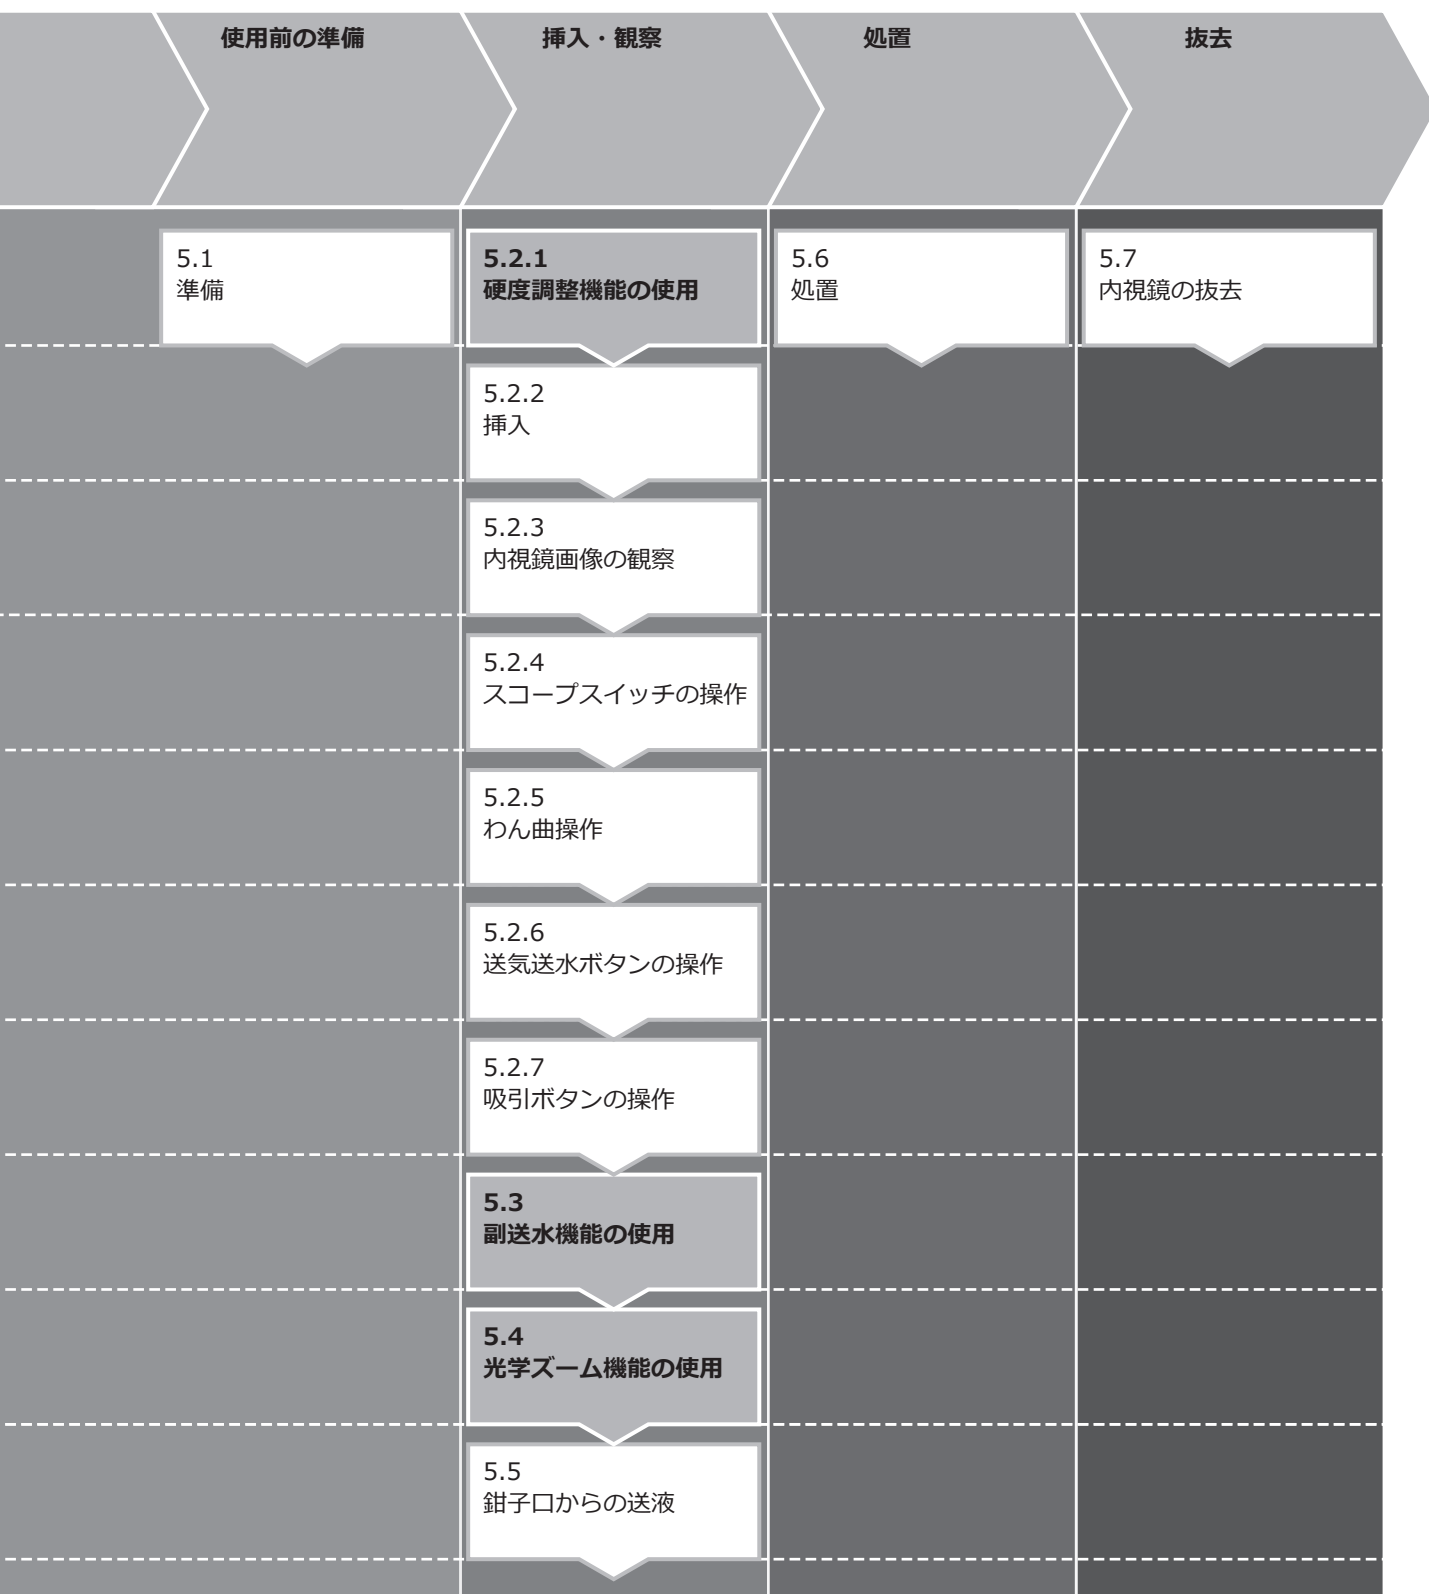 使用前の準備
挿入・観察
処置
抜去
5.1
準備
5.2.1
硬度調整機能の使用
5.6
処置
5.7
内視鏡の抜去
5.2.2
挿入
5.2.3
内視鏡画像の観察
5.2.4
スコープスイッチの操作
5.2.5
わん曲操作
5.2.6
送気送水ボタンの操作
5.2.7
吸引ボタンの操作
5.3
副送水機能の使用
5.4
光学ズーム機能の使用
5.5
鉗子口からの送液